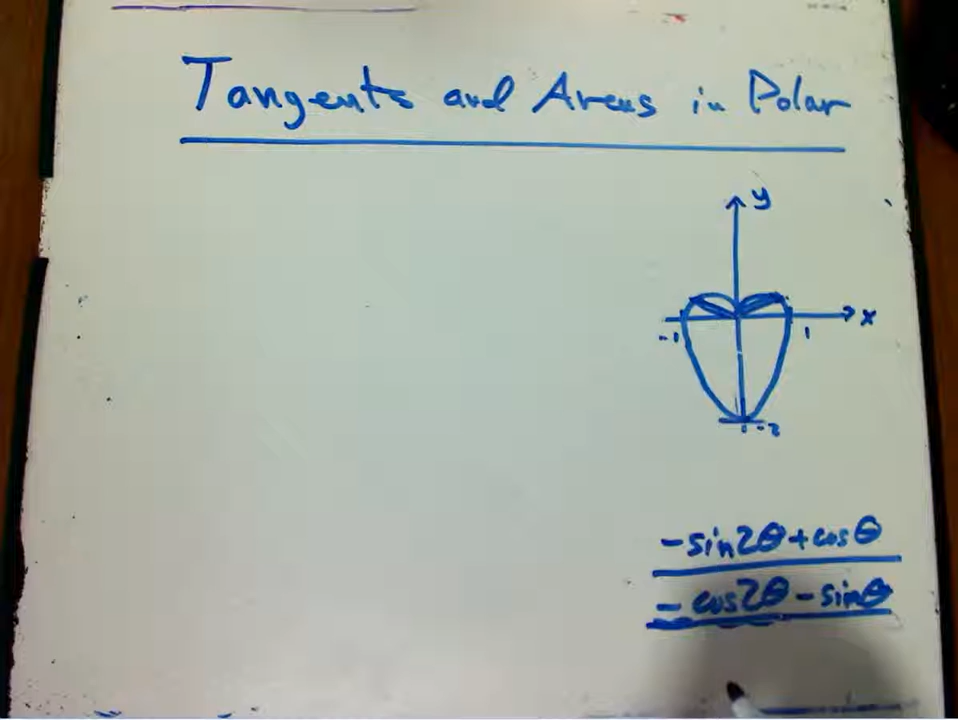 Tangents and Areas in Polar
y
x
-1
1
-2
-sin2θ+cosθ
-cos2θ-sinθ